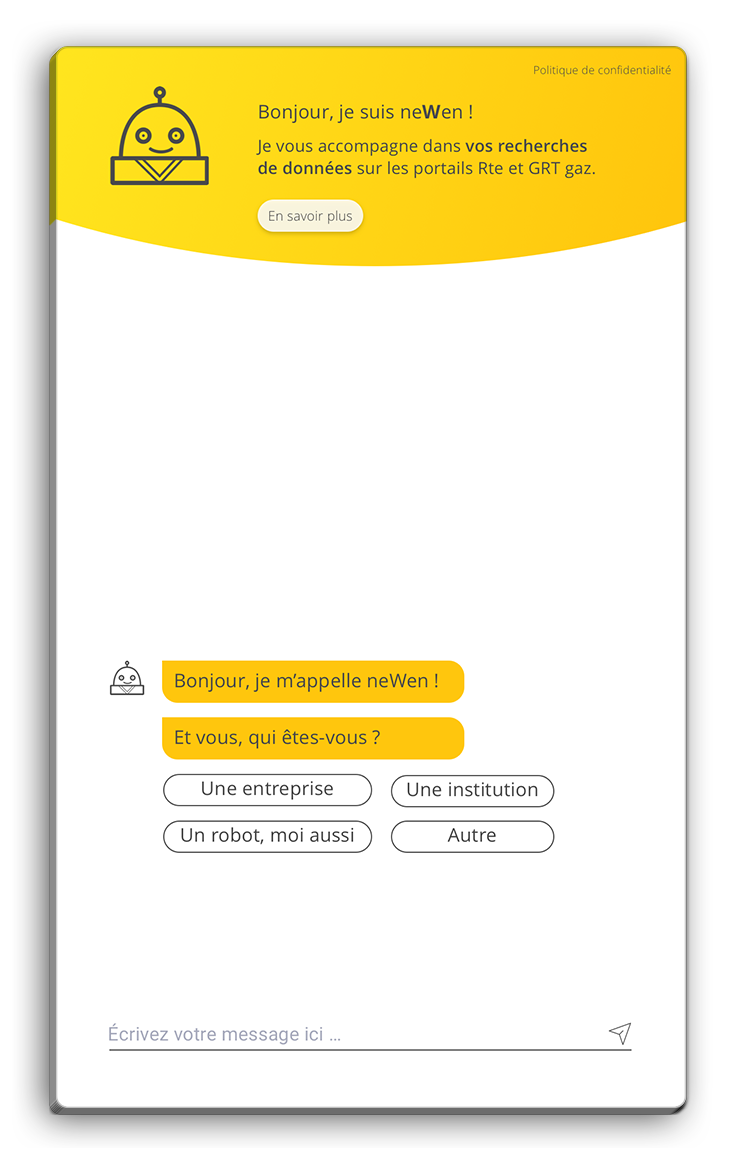 Politique de confidentialité
Bonjour, je suis neWen !
Je vous accompagne dans vos recherches
de données sur les portails Rte et GRT gaz.
En savoir plus
Bonjour, je m’appelle neWen !
Et vous, qui êtes-vous ?
Une entreprise
Une institution
Un robot, moi aussi
Autre
Écrivez votre message ici ...